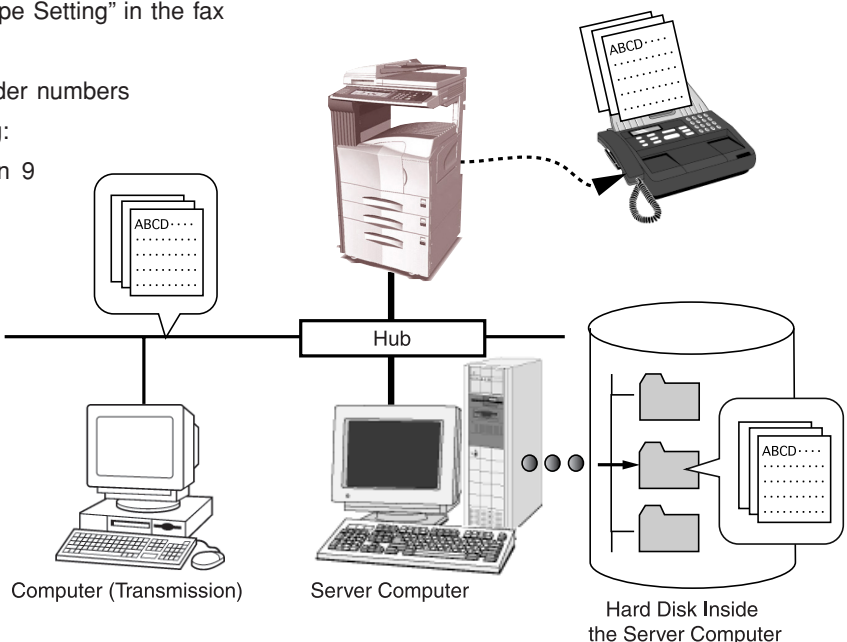 pe Setting” in the fax
der numbers
g:
n 9
ABCD····
ABCD····
Hub
ABCD····
Computer (Transmission)
Server Computer
Hard Disk Inside
the Server Computer